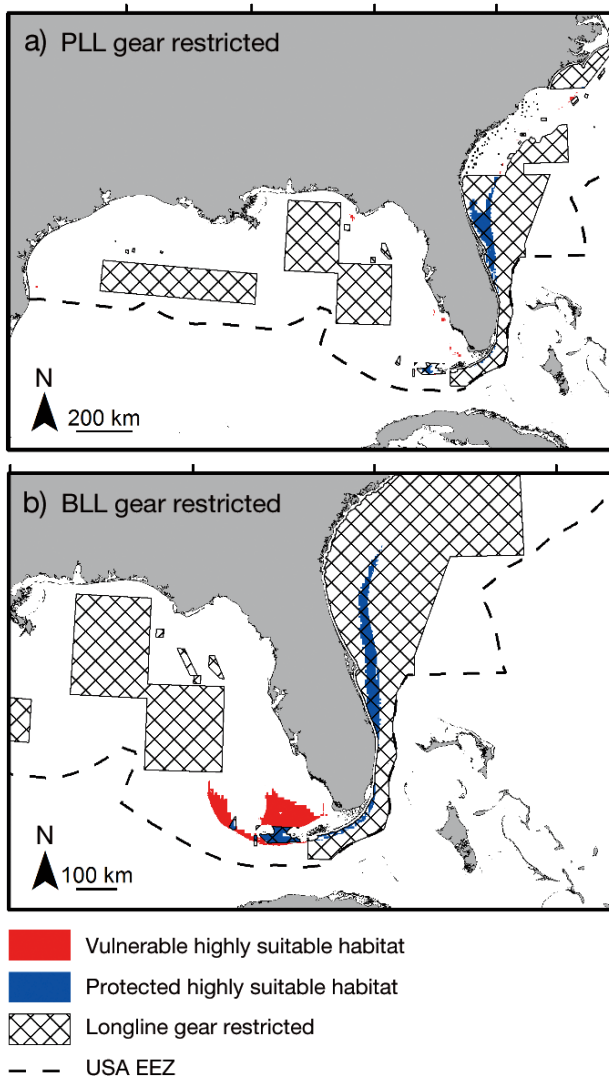 a) PLL gear restricted
N
200 km
b) BLL gear restricted
N
100 km
Vulnerable highly suitable habitat
Protected highly suitable habitat
Longline gear restricted
USA EEZ